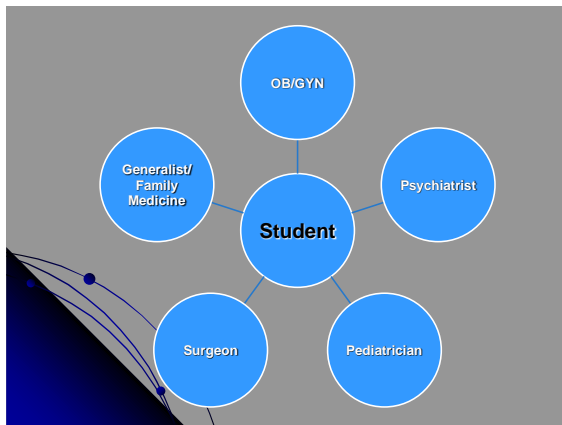 OB/GYN
Generalist/
Family
Medicine
Psychiatrist
Student
Surgeon
Pediatrician